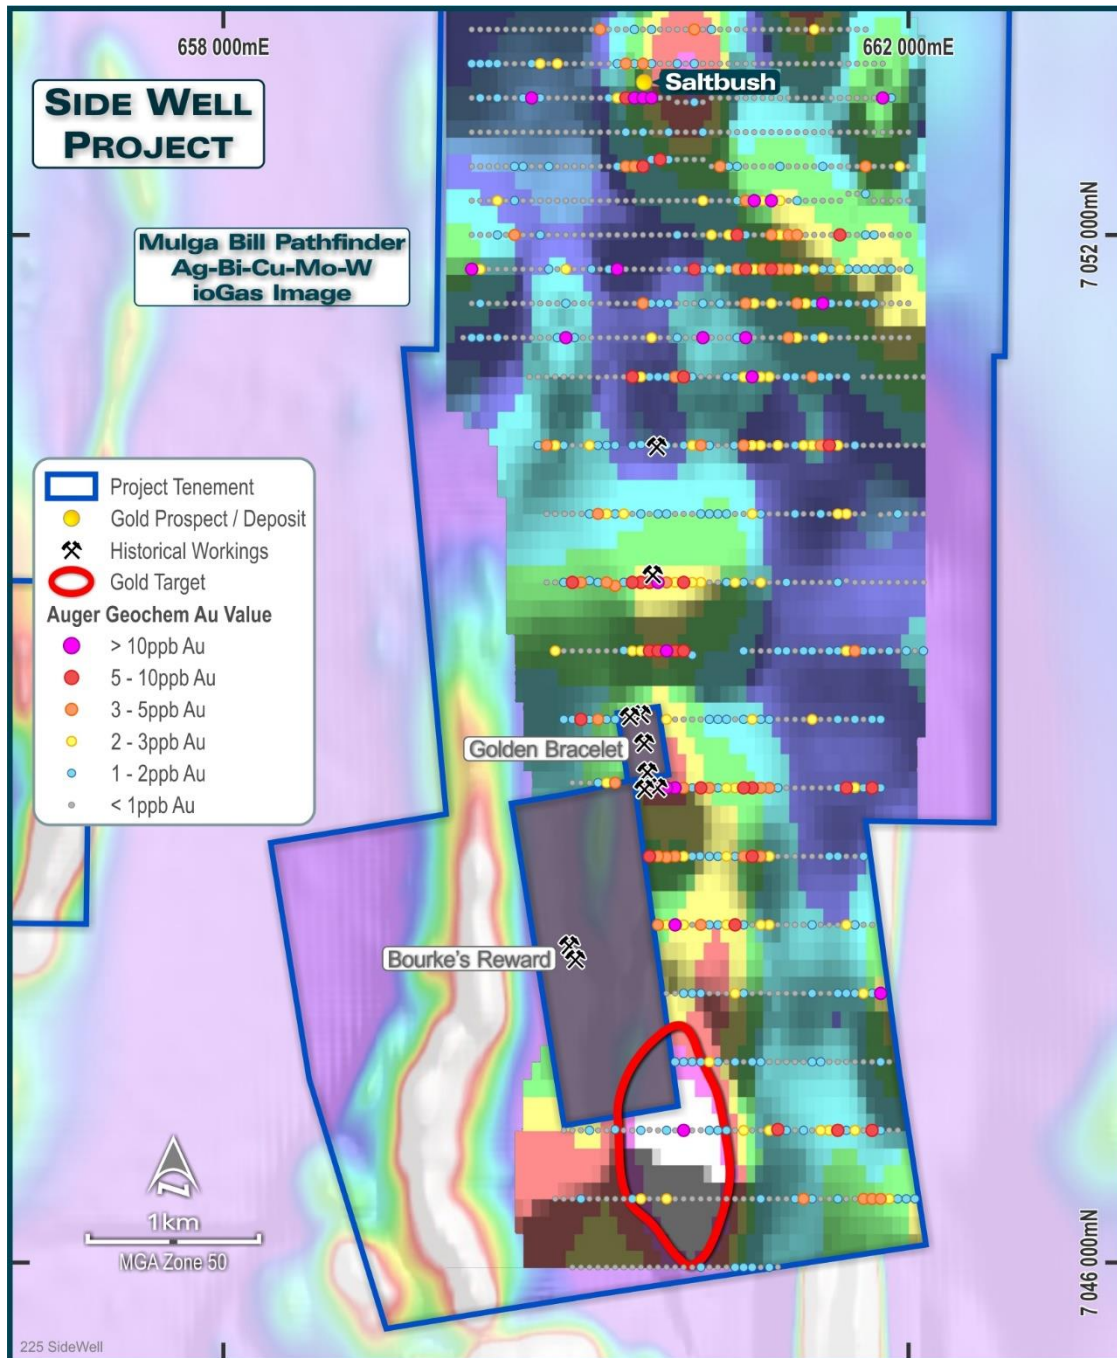 658 000mE
662 000mE
SIDE WELL
PROJECT
Saltbush
Mulga Bill Pathfinder
Ag-Bi-Cu-Mo-W
ioGas Image
7 052 000mN
Project Tenement
Gold Prospect / Deposit
Historical Workings
Gold Target
Auger Geochem Au Value
> 10ppb Au
5 - 10ppb Au
3 - 5ppb Au
2 - 3ppb Au
1 - 2ppb Au
< 1ppb Au
Golden Bracelet
Bourke's Reward
N
1km
MGA Zone 50
7 046 000mN
225 SideWell